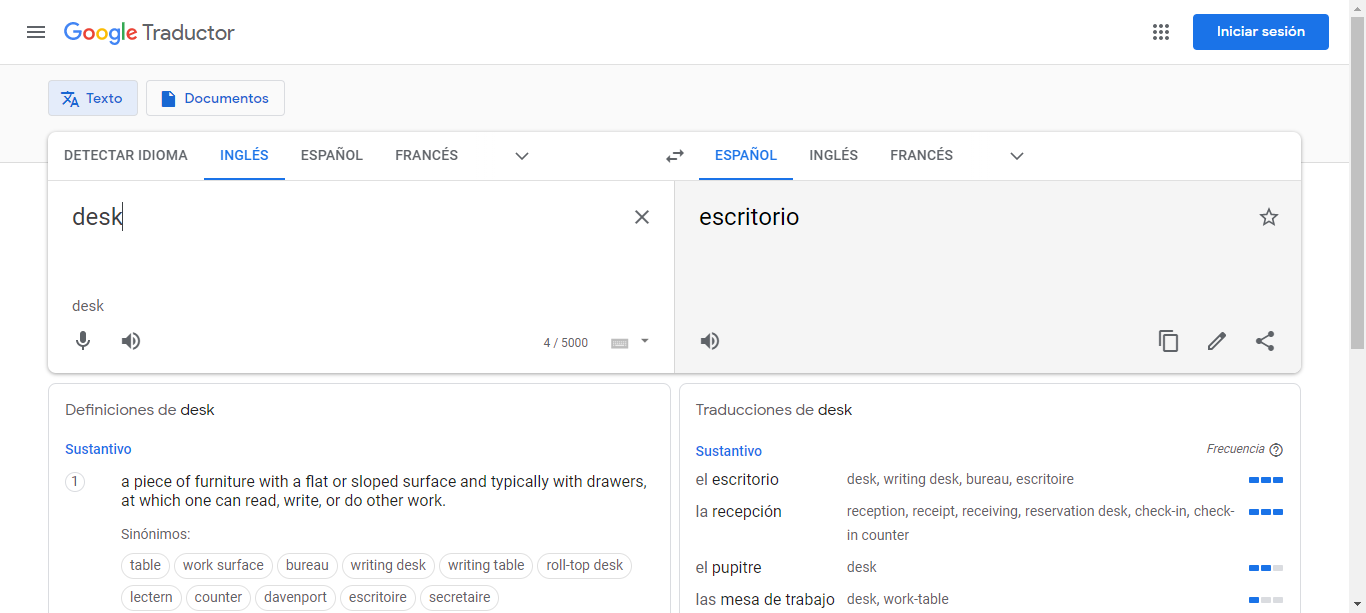 Google Traductor
Iniciar sesión
Texto
Documentos
DETECTAR IDIOMA INGLÉS ESPAÑOL FRANCÉS
ESPAÑOL INGLÉS FRANCÉS
desk
escritorio
desk
4 / 5000
Definiciones de desk
Sustantivo
1
a piece of furniture with a flat or sloped surface and typically with drawers,
at which one can read, write, or do other work.
Sinónimos:
table work surface bureau writing desk writing table roll-top desk
lectern counter davenport escritoire secretaire
Traducciones de desk
Sustantivo Frecuencia
el escritorio desk, writing desk, bureau, escritoire
la recepción reception, receipt, receiving, reservation desk, check-in, check-
in counter
el pupitre desk
las mesa de trabajo desk, work-table